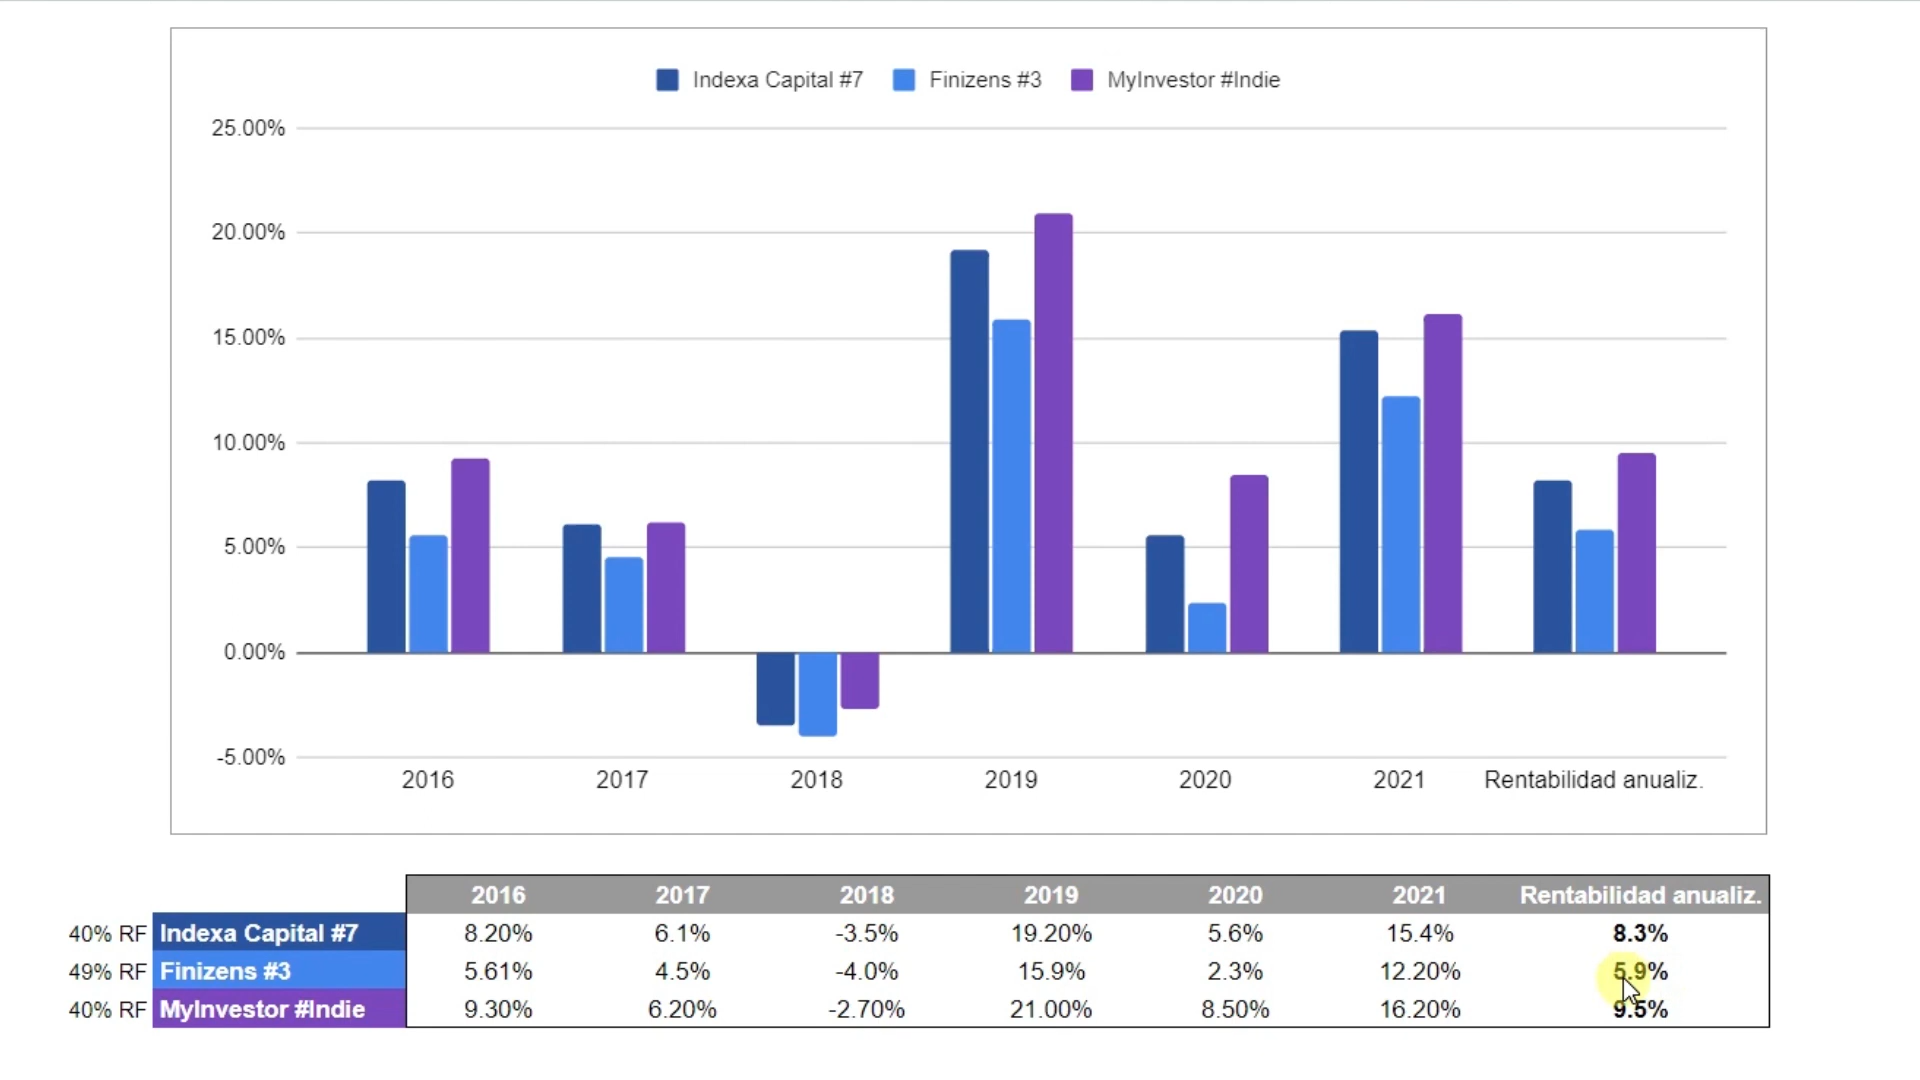 Indexa Capital #7 Finizens #3 MyInvestor #Indie
25.00%
20.00%
15.00%
10.00%
5.00%
0.00%
-5.00%
2016 2017 2018 2019 2020 2021 Rentabilidad anualiz.
2016 2017 2018 2019 2020 2021 Rentabilidad anualiz.
40% RF Indexa Capital #7 8.20% 6.1% -3.5% 19.20% 5.6% 15.4% 8.3%
49% RF Finizens #3 5.61% 4.5% -4.0% 15.9% 2.3% 12.20% 5.9%
40% RF MyInvestor #Indie 9.30% 6.20% -2.70% 21.00% 8.50% 16.20% 9.5%